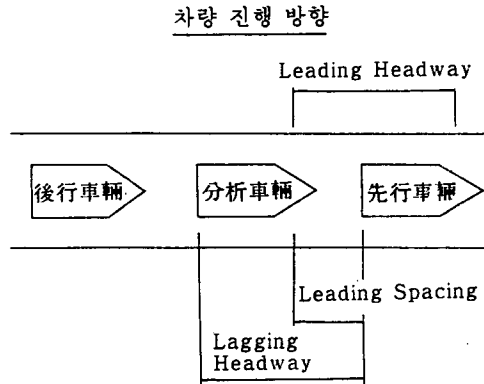 차량 진행 방향
Leading Headway
後行車輛
分析車輛
先行車輛
Leading Spacing
Lagging
Headway